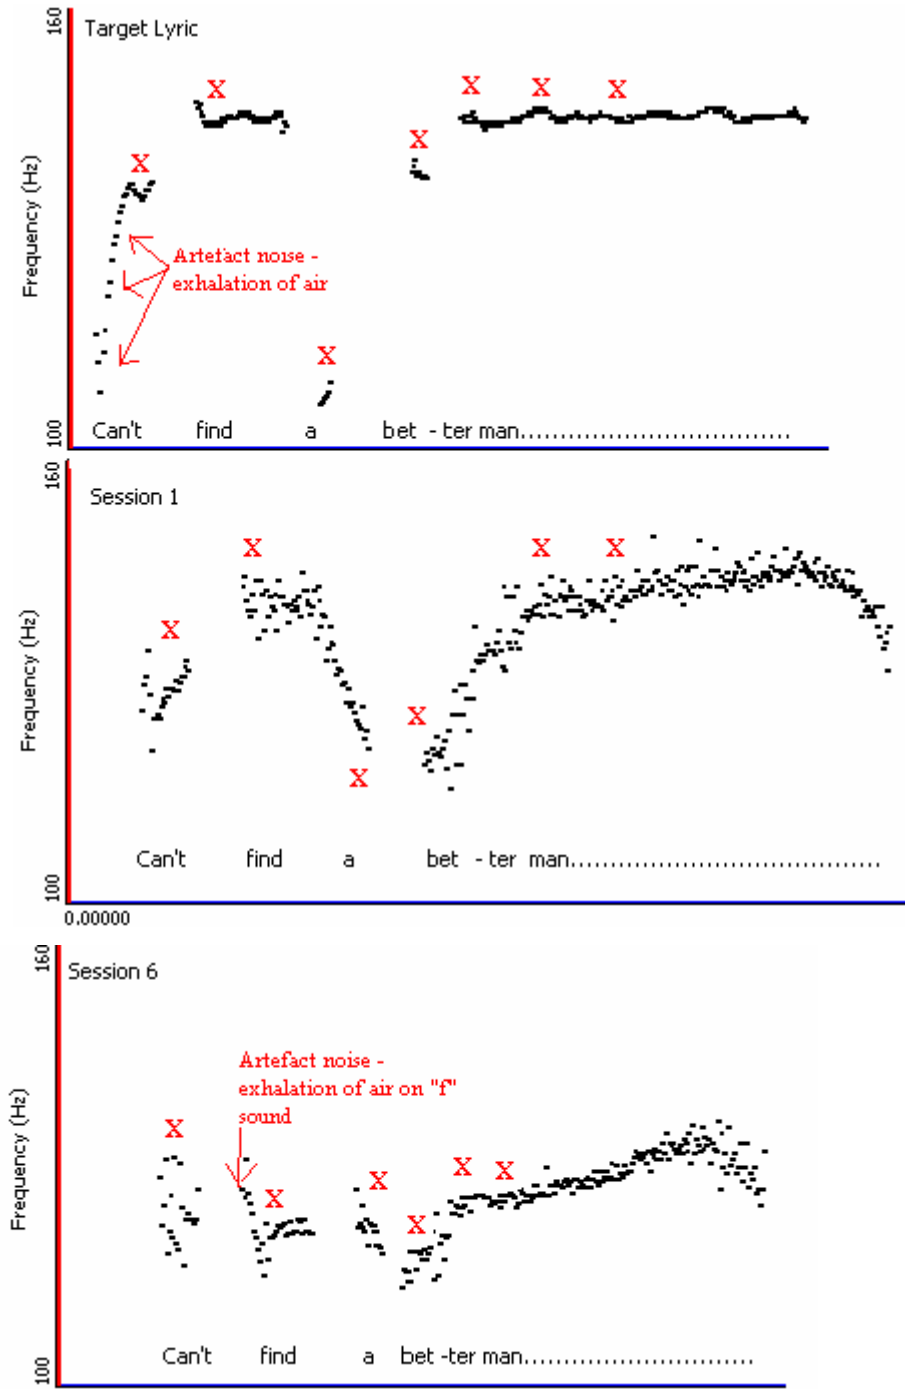 160
Target Lyric
X
X X X
X
X
Frequency (Hz)
Artefact noise -
exhalation of air
X
100
Can't find a bet - ter man..............................
160
Session 1
X X X
X
Frequency (Hz)
X
X
Can't find a bet - ter man..................................
100
0.00000
160
Session 6
Artefact noise -
exhalation of air on "f"
sound
X
X X
X
X
X
Frequency (Hz)
Can't find a bet -ter man..........................
100